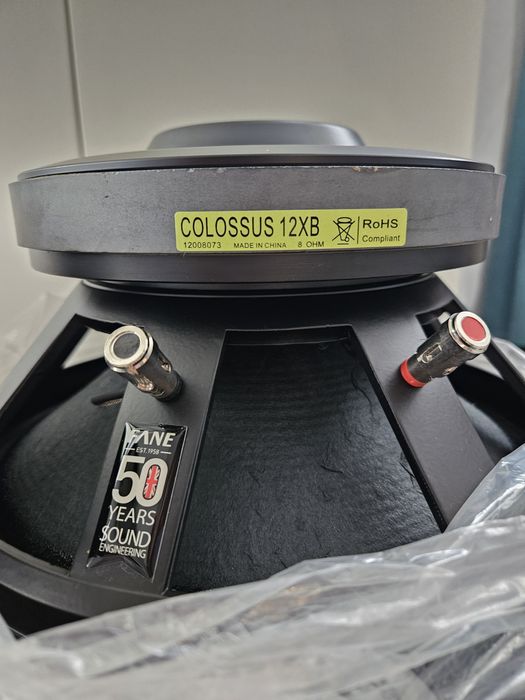 COLOSSUS 12XB
12008073 MADE IN CHINA 8 OHM
RoHS
Compliant
FANE
EST. 1958
50
YEARS
SOUND
ENGINEERING